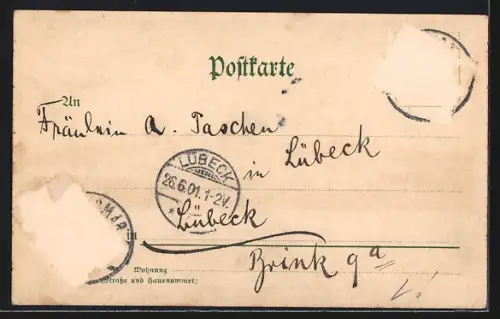 Postkarte
An
Fräulein A. Taschen
in Lübeck
LÜBECK
26.6.01.1-2V.
Lübeck
in
Brink 9a
Wohnung
(Straße und Hausnummer)